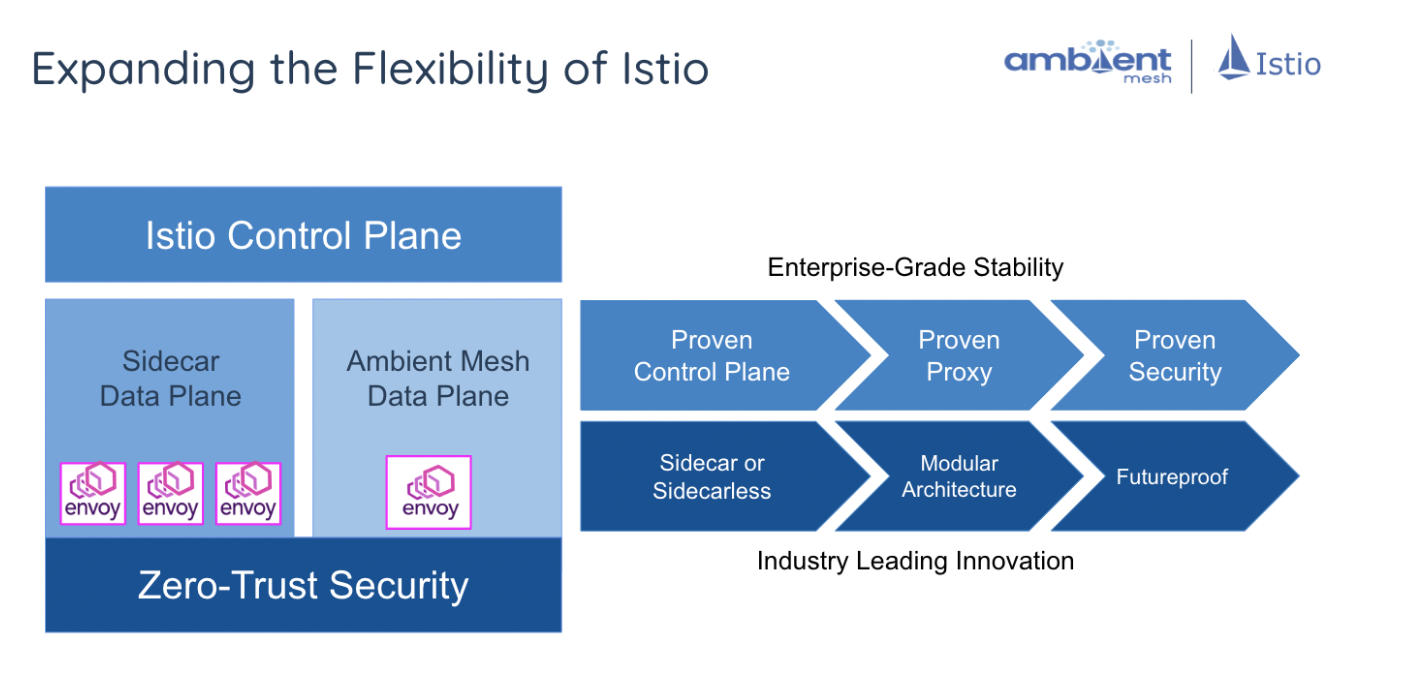 Expanding the Flexibility of Istio
ambient
mesh
Istio
Istio Control Plane
Sidecar
Data Plane
Ambient Mesh
Data Plane
envoy
envoy
envoy
envoy
Zero-Trust Security
Enterprise-Grade Stability
Proven
Control Plane
Proven
Proxy
Proven
Security
Sidecar or
Sidecarless
Modular
Architecture
Futureproof
Industry Leading Innovation